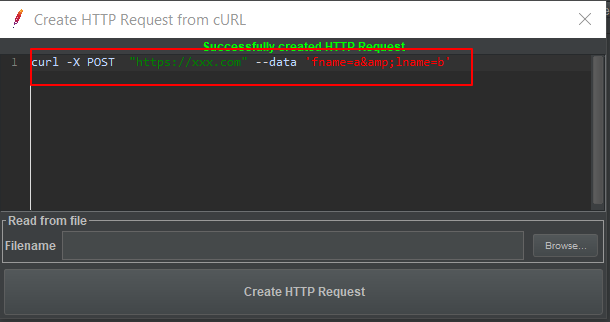 Create HTTP Request from cURL
Successfully created HTTP Request
1 curl -X POST  "https://xxx.com" --data 'fname=a&amp;lname=b'
Read from file
Filename Browse...
Create HTTP Request